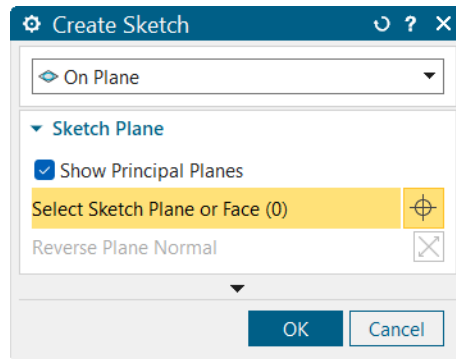 Create Sketch ?
On Plane
Sketch Plane
Show Principal Planes
Select Sketch Plane or Face (0)
Reverse Plane Normal
OK Cancel